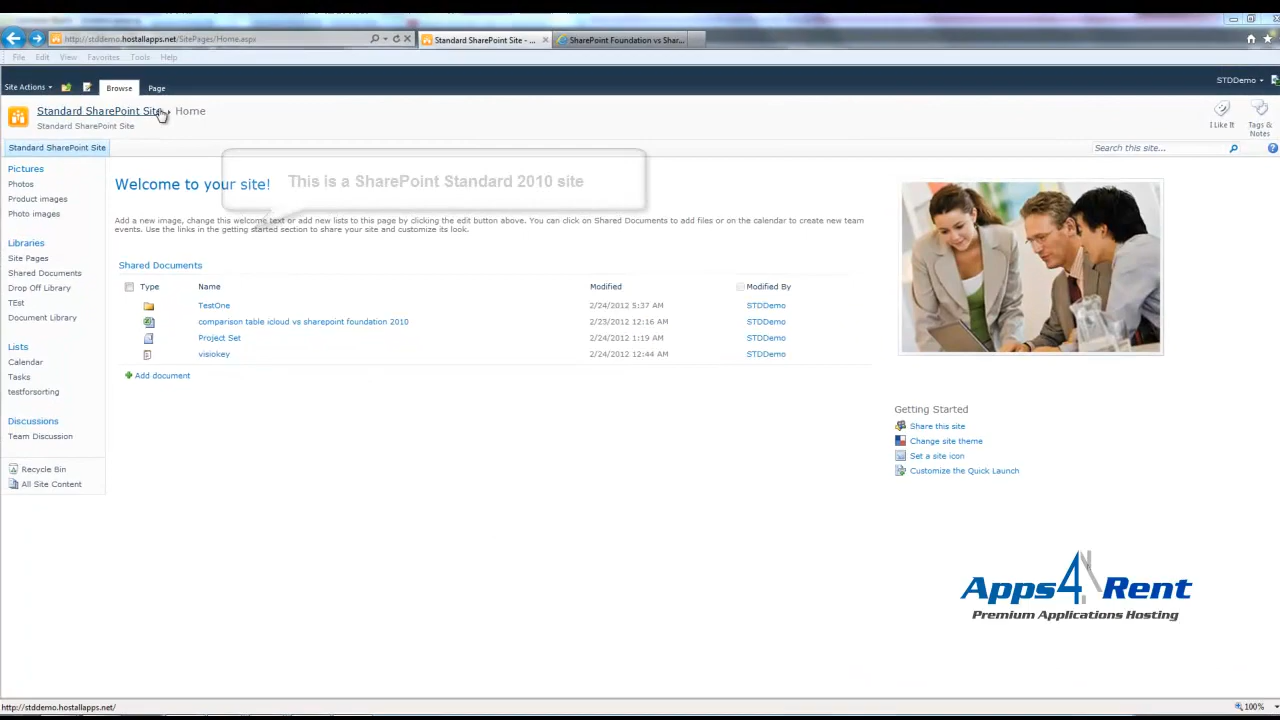 http://stddemo.hostallapps.net/SitePages/Home.aspx
Standard SharePoint Site - ...
SharePoint Foundation vs Shar...
File Edit View Favorites Tools Help
Site Actions Browse Page STDDemo
Standard SharePoint Site Home
Standard SharePoint Site
I Like It
Tags & Notes
Standard SharePoint Site
Search this site...
Pictures
Photos
Product images
Photo images
Libraries
Site Pages
Shared Documents
Drop Off Library
TEst
Document Library
Lists
Calendar
Tasks
testforsorting
Discussions
Team Discussion
Recycle Bin
All Site Content
Welcome to your site!
This is a SharePoint Standard 2010 site
Add a new image, change this welcome text or add new lists to this page by clicking the edit button above. You can click on Shared Documents to add files or on the calendar to create new team
events. Use the links in the getting started section to share your site and customize its look.
Shared Documents
Type Name Modified Modified By
TestOne 2/24/2012 5:37 AM STDDemo
comparison table icloud vs sharepoint foundation 2010 2/23/2012 12:16 AM STDDemo
Project Set 2/24/2012 1:19 AM STDDemo
visiokey 2/24/2012 12:44 AM STDDemo
Add document
Getting Started
Share this site
Change site theme
Set a site icon
Customize the Quick Launch
Apps4Rent
Premium Applications Hosting
http://stddemo.hostallapps.net/
100%